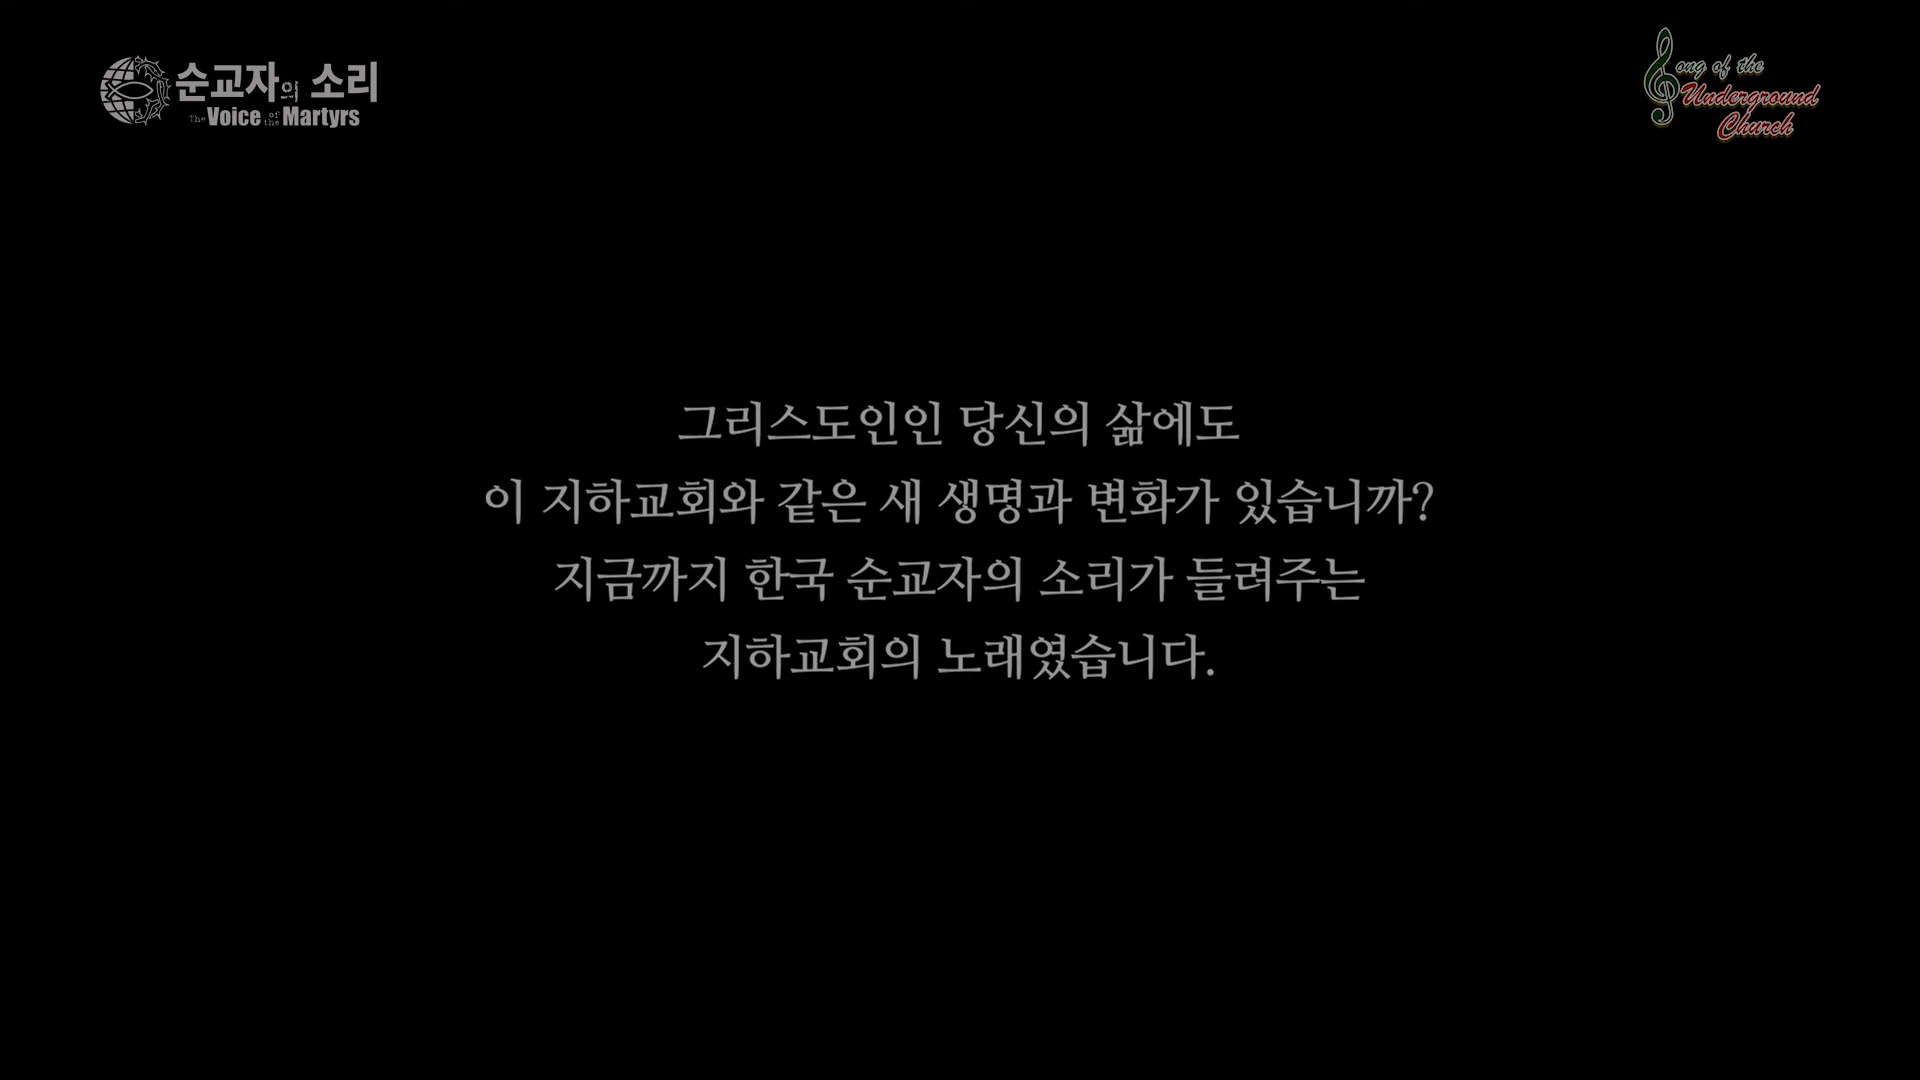 순교자의 소리
The Voice of the Martyrs
Song of the
Underground
Church
그리스도인인 당신의 삶에도
이 지하교회와 같은 새 생명과 변화가 있습니까?
지금까지 한국 순교자의 소리가 들려주는
지하교회의 노래였습니다.